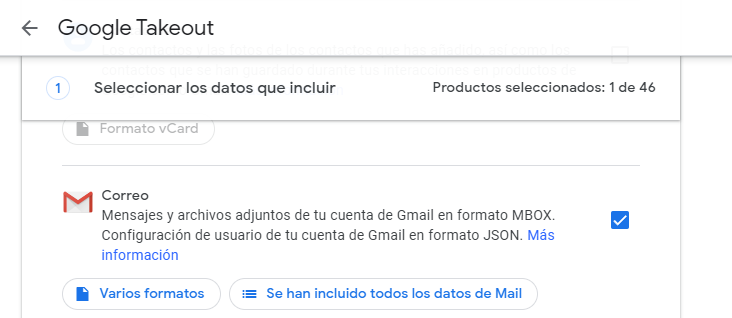 Google Takeout
Los contactos y las fotos de tus contactos que has añadido, así como los
contactos que se han guardado durante tus interacciones en productos de
1 Seleccionar los datos que incluir Productos seleccionados: 1 de 46
Formato vCard
Correo
Mensajes y archivos adjuntos de tu cuenta de Gmail en formato MBOX.
Configuración de usuario de tu cuenta de Gmail en formato JSON. Más
información
Varios formatos Se han incluido todos los datos de Mail